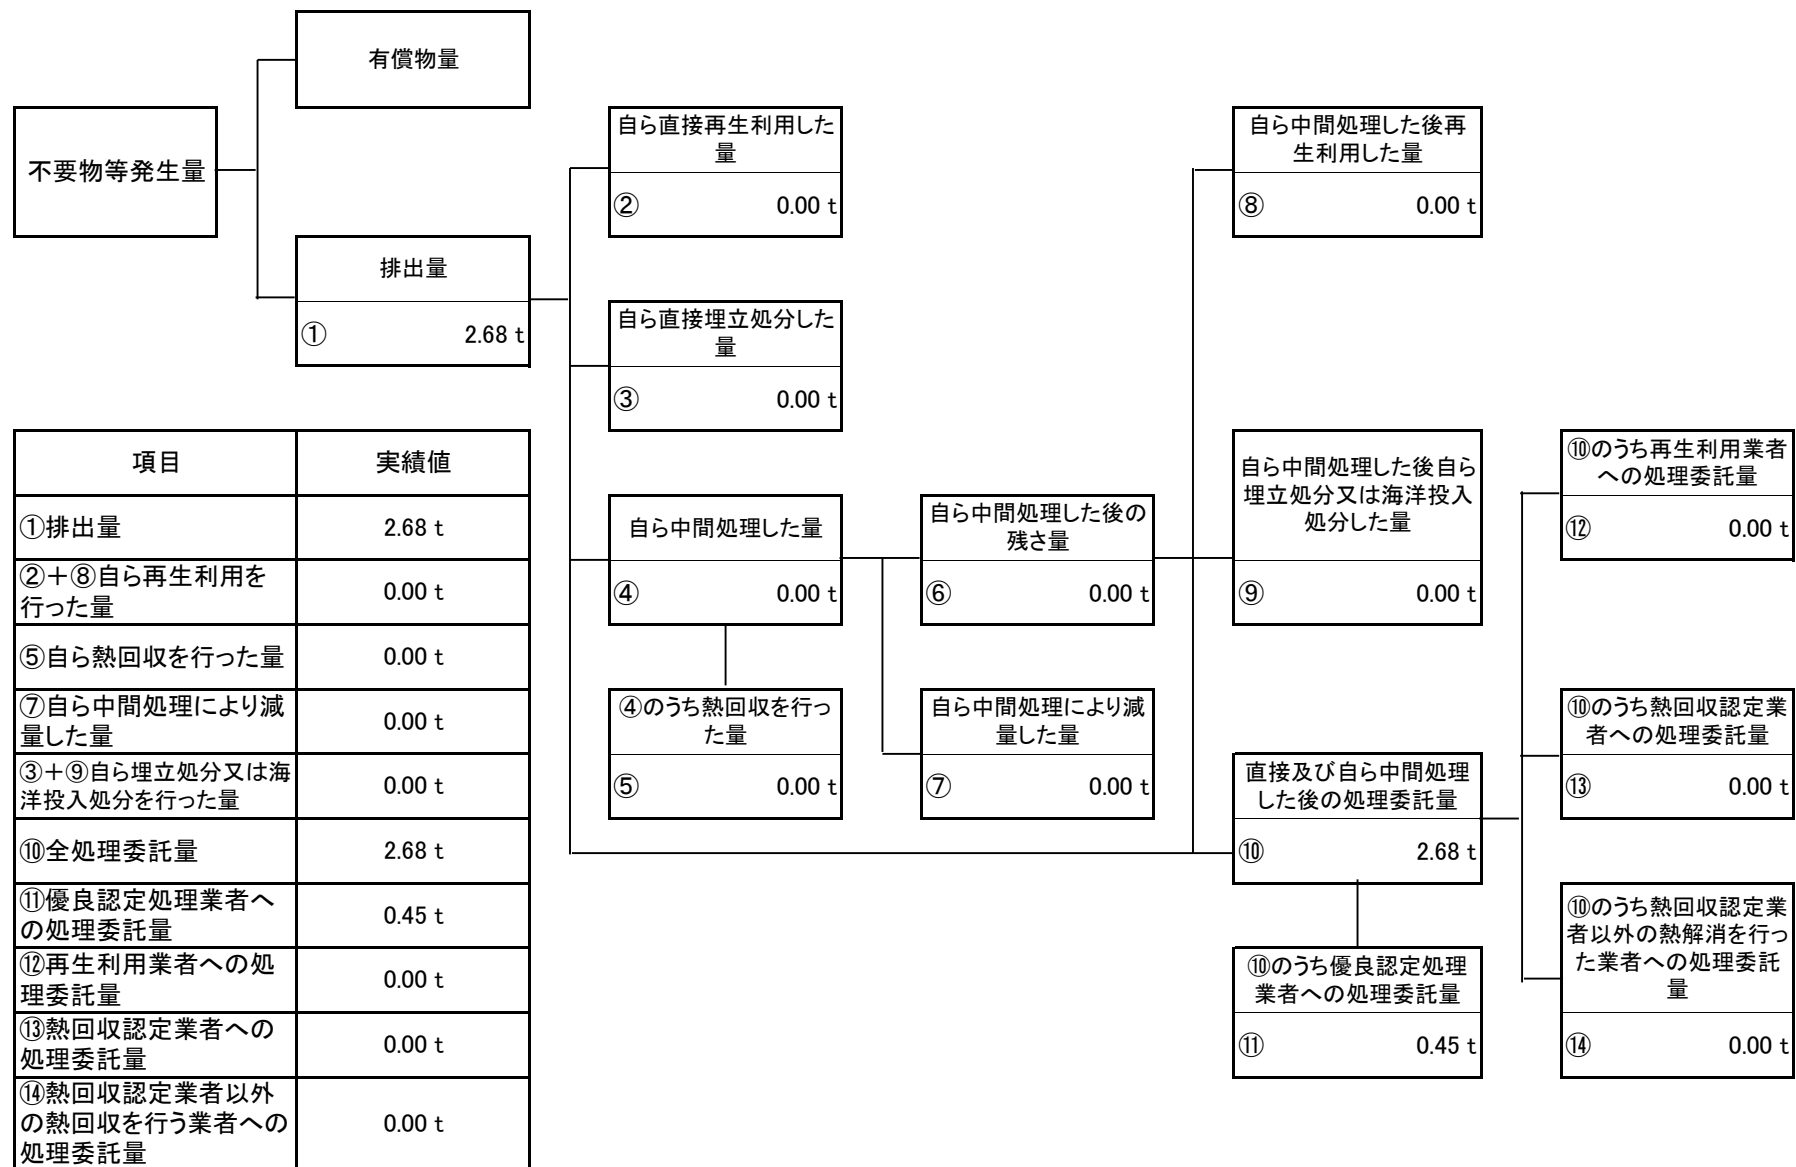 有償物量
不要物等発生量
排出量
① 2.68 t
自ら直接再生利用した
量
② 0.00 t
自ら直接埋立処分した
量
③ 0.00 t
自ら中間処理した量
④ 0.00 t
④のうち熱回収を行っ
た量
⑤ 0.00 t
自ら中間処理した後の
残さ量
⑥ 0.00 t
自ら中間処理により減
量した量
⑦ 0.00 t
自ら中間処理した後再
生利用した量
⑧ 0.00 t
自ら中間処理した後自ら
埋立処分又は海洋投入
処分した量
⑨ 0.00 t
直接及び自ら中間処理
した後の処理委託量
⑩ 2.68 t
⑩のうち優良認定処理
業者への処理委託量
⑪ 0.45 t
⑩のうち再生利用業者
への処理委託量
⑫ 0.00 t
⑩のうち熱回収認定業
者への処理委託量
⑬ 0.00 t
⑩のうち熱回収認定業
者以外の熱解消を行っ
た業者への処理委託
量
⑭ 0.00 t
項目 実績値
①排出量 2.68 t
②＋⑧自ら再生利用を
行った量 0.00 t
⑤自ら熱回収を行った量 0.00 t
⑦自ら中間処理により減
量した量 0.00 t
③＋⑨自ら埋立処分又は海
洋投入処分を行った量 0.00 t
⑩全処理委託量 2.68 t
⑪優良認定処理業者へ
の処理委託量 0.45 t
⑫再生利用業者への処
理委託量 0.00 t
⑬熱回収認定業者への
処理委託量 0.00 t
⑭熱回収認定業者以外
の熱回収を行う業者への
処理委託量 0.00 t